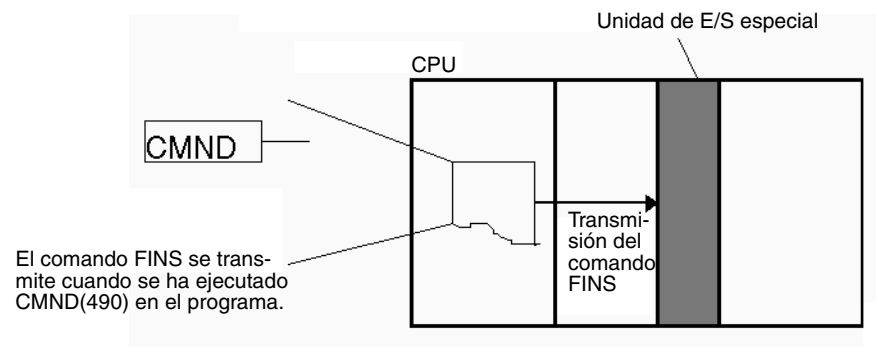 Unidad de E/S especial
CPU
CMND
Transmi-
sión del
comando
FINS
El comando FINS se trans-
mite cuando se ha ejecutado
CMND(490) en el programa.